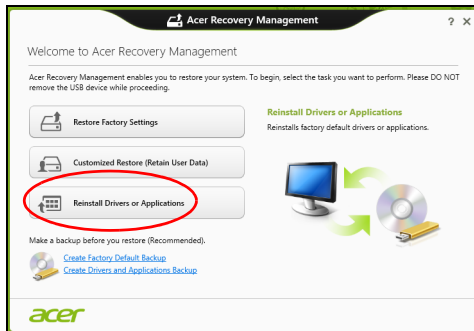 Acer Recovery Management
? X
Welcome to Acer Recovery Management
Acer Recovery Management enables you to restore your system. To begin, select the task you want to perform. Please DO NOT
remove the USB device while proceeding.
Restore Factory Settings
Customized Restore (Retain User Data)
Reinstall Drivers or Applications
Reinstall Drivers or Applications
Reinstalls factory default drivers or applications.
Make a backup before you restore (Recommended).
Create Factory Default Backup
Create Drivers and Applications Backup
acer